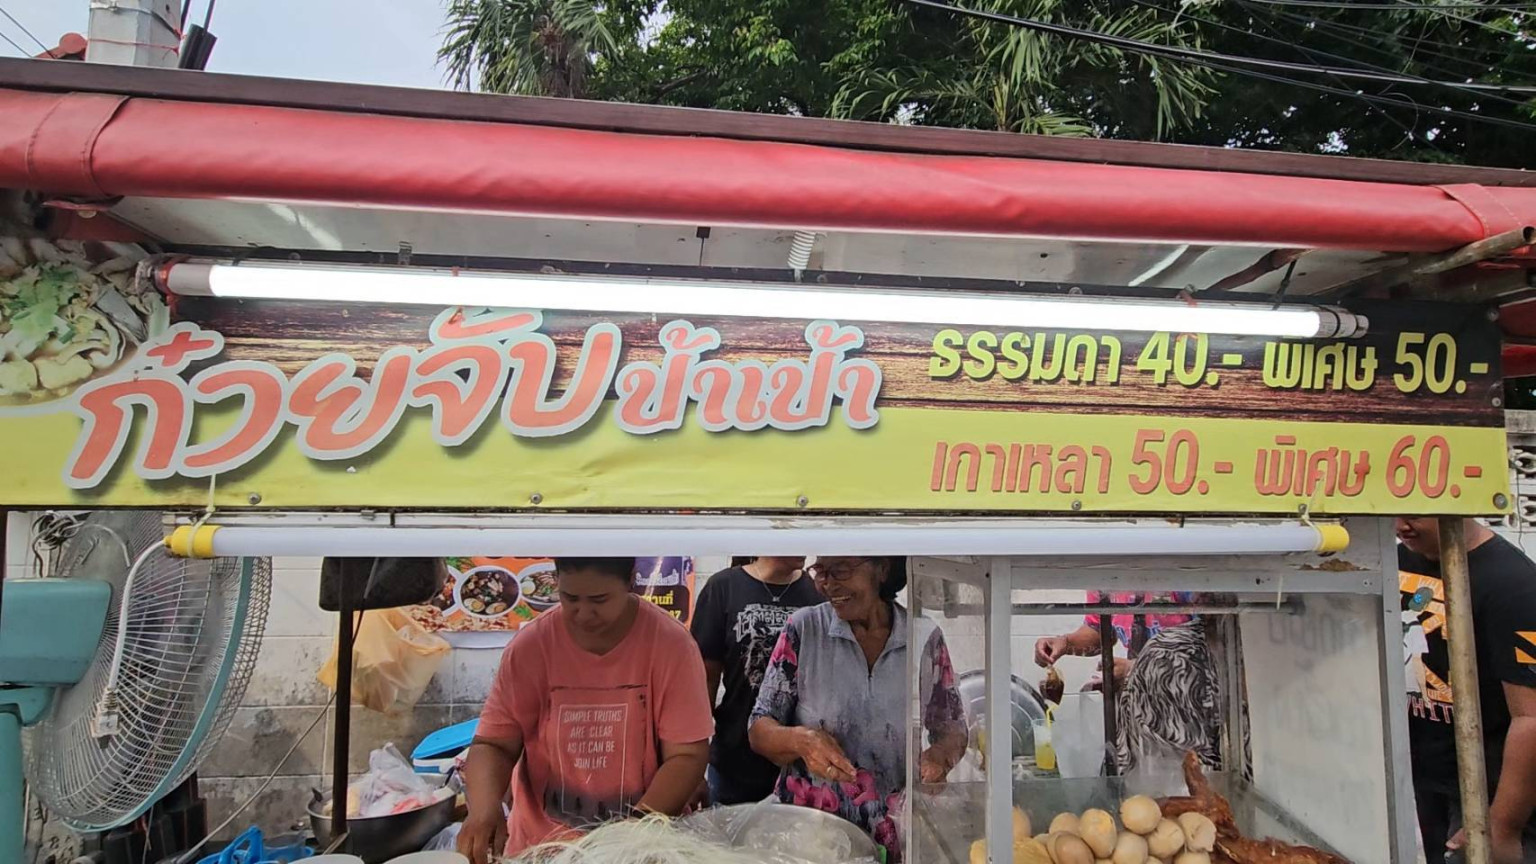 ก๋วยจั๊บ ป้าเป้า
ธรรมดา 40.- พิเศษ 50.-
เกาเหลา 50.- พิเศษ 60.-
SIMPLE TRUTHS
ARE CLEAR
AS IT CAN BE
JOIN LIFE